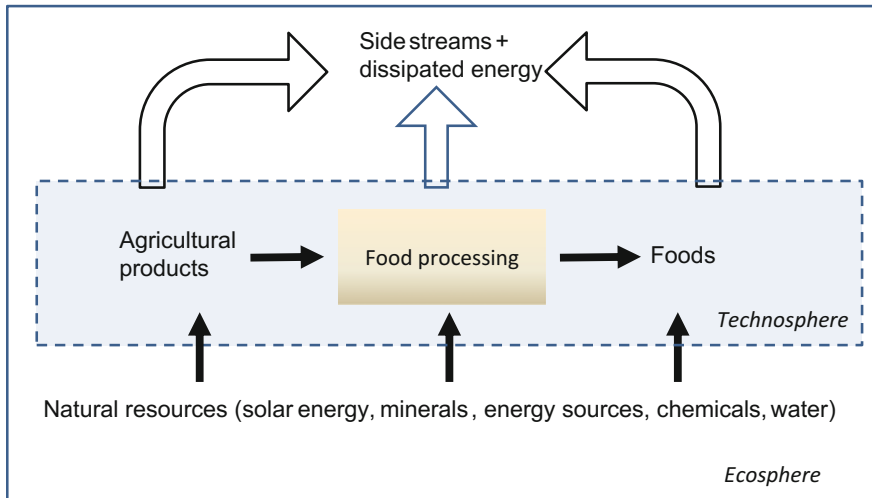 Side streams +
dissipated energy
Agricultural
products
Food processing
Foods
Technosphere
Natural resources (solar energy, minerals, energy sources, chemicals, water)
Ecosphere